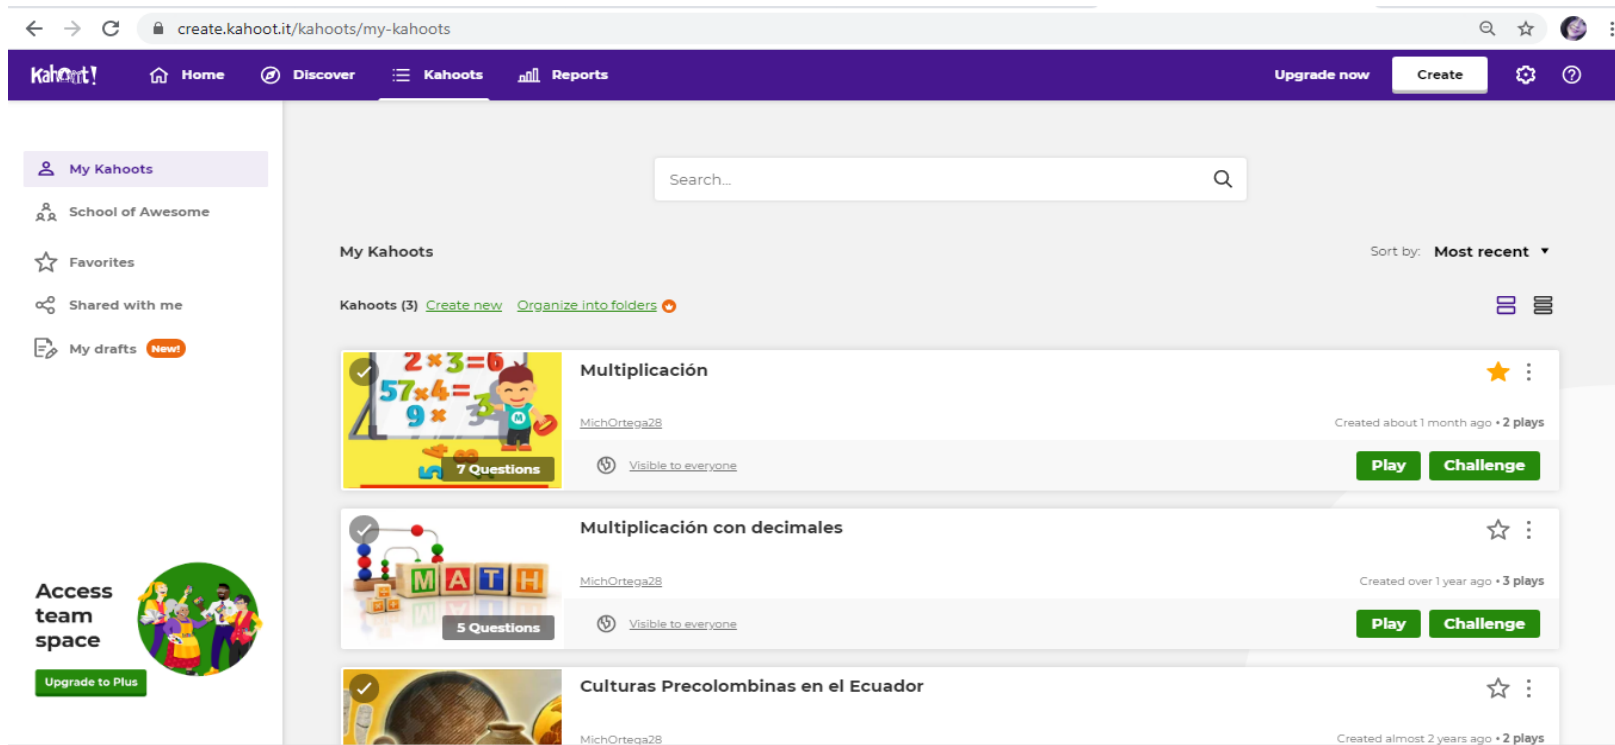 create.kahoot.it/kahoots/my-kahoots
Home
Discover
Kahoots
Reports
Upgrade now
Create
My Kahoots
School of Awesome
Favorites
Shared with me
My drafts New!
Access
team
space
Upgrade to Plus
Search...
My Kahoots
Sort by: Most recent
Kahoots (3) Create new Organize into folders
2×3=6
57×4=
9×
M
7 Questions
Multiplicación
MichOrtega28
Created about 1 month ago • 2 plays
Visible to everyone
Play
Challenge
MATH
5 Questions
Multiplicación con decimales
MichOrtega28
Created over 1 year ago • 3 plays
Visible to everyone
Play
Challenge
Culturas Precolombinas en el Ecuador
MichOrtega28
Created almost 2 years ago • 2 plays